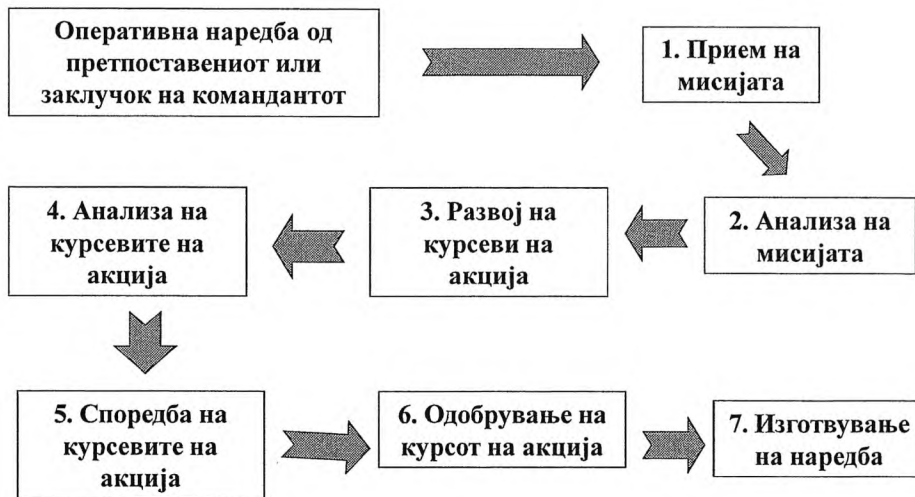 Оперативна наредба од
претпоставениот или
заклучок на командантот
1. Прием на
мисијата
2. Анализа на
мисијата
3. Развој на
курсеви на
акција
4. Анализа на
курсевите на
акција
5. Споредба на
курсевите на
акција
6. Одобрување на
курсот на акција
7. Изготвување
на наредба